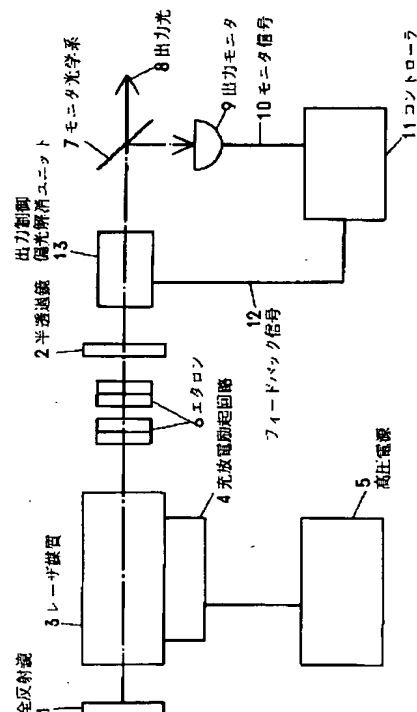 全反射鏡
1
3 レーザ媒質
4 充放電励起回路
5
高圧電源
6 エタロン
2 半透過鏡
出力制御
偏光解消ユニット
13
7 モニタ光学系
8 出力光
9 出力モニタ
10 モニタ信号
11 コントローラ
12
フィードバック信号